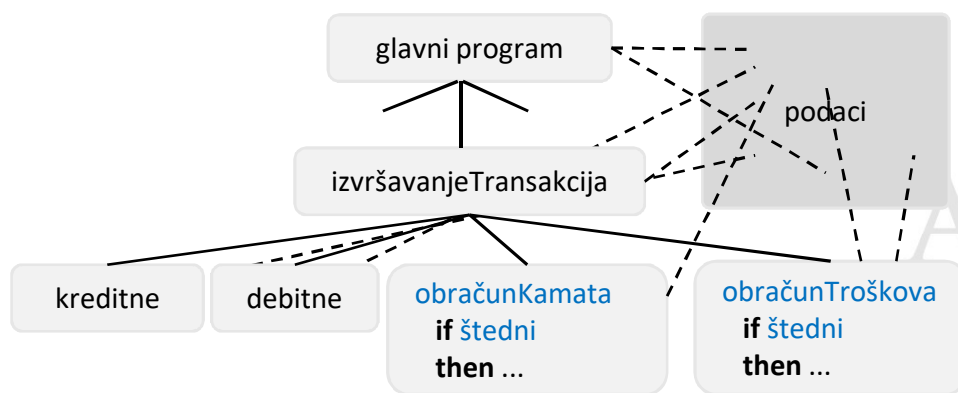 glavni program
podaci
izvršavanjeTransakcija
kreditne
debitne
obračunKamata
if štedni
then ...
obračunTroškova
if štedni
then ...